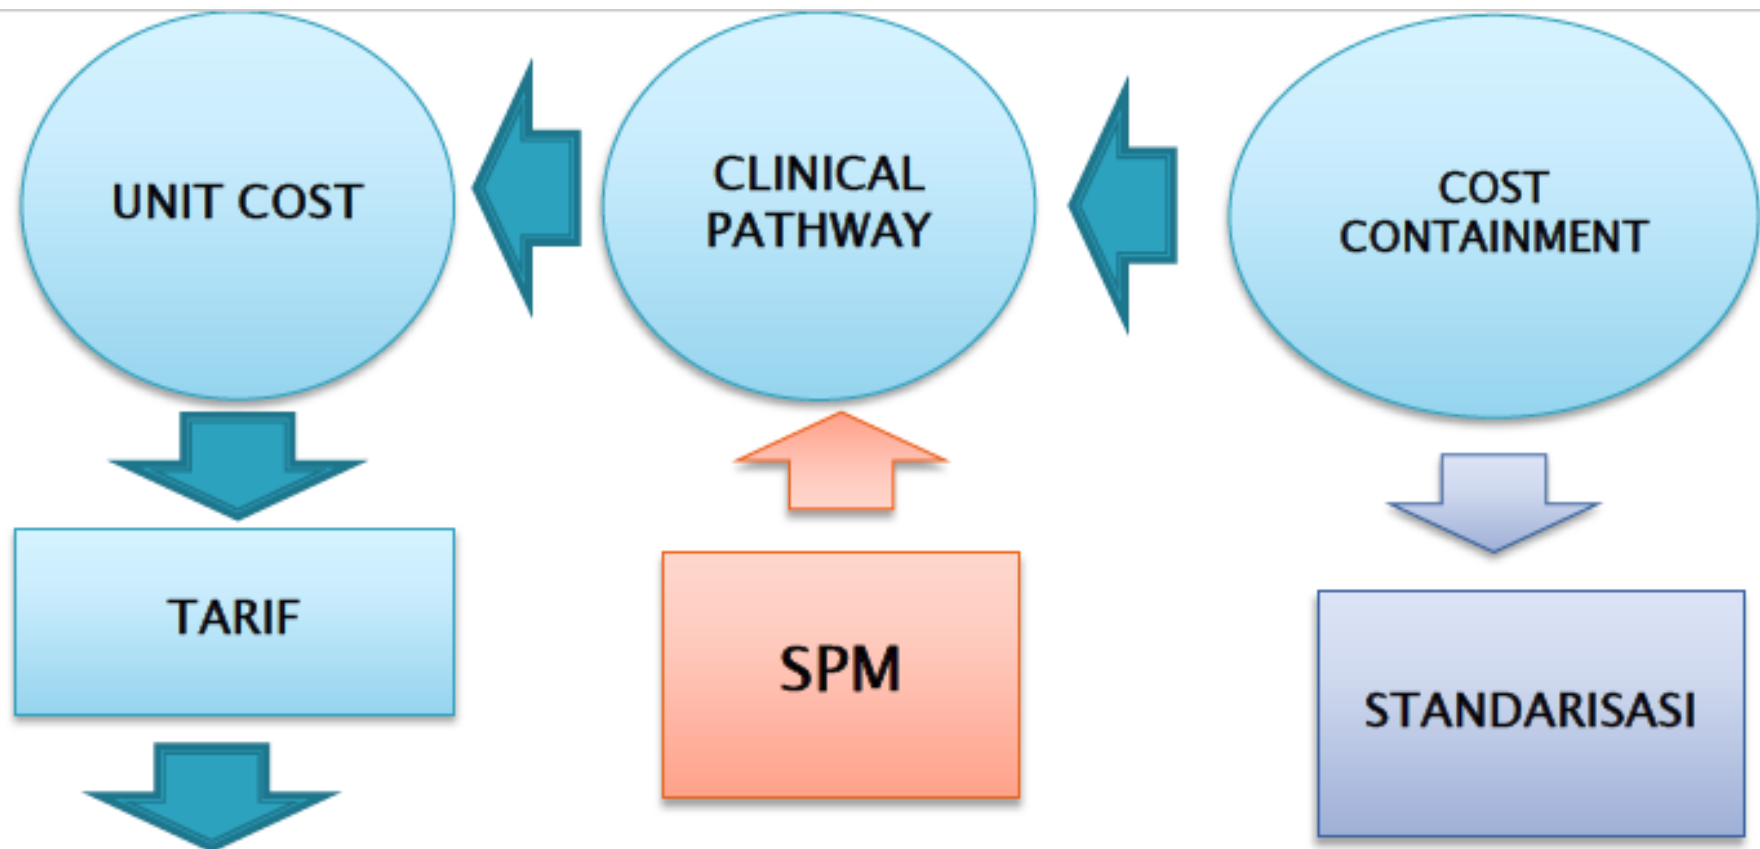 UNIT COST
CLINICAL
PATHWAY
COST
CONTAINMENT
TARIF
SPM
STANDARISASI